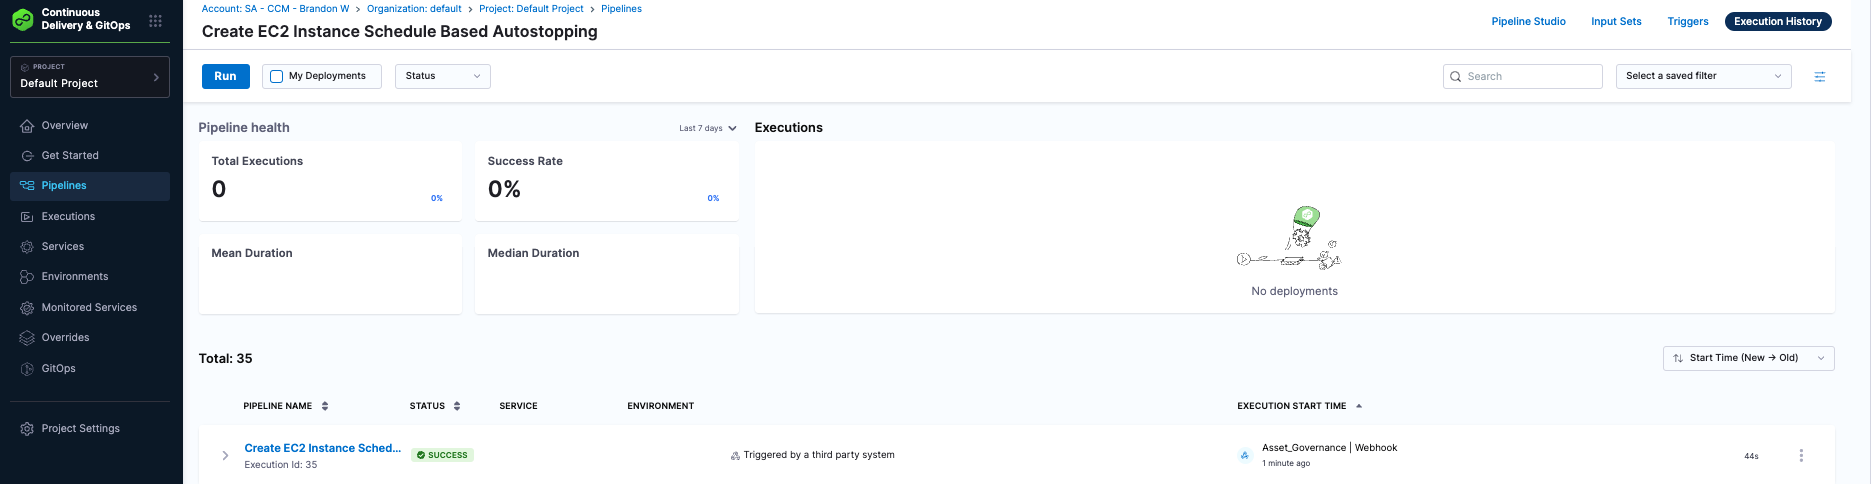 Continuous
Delivery & GitOps
PROJECT
Default Project
Overview
Get Started
Pipelines
Executions
Services
Environments
Monitored Services
Overrides
GitOps
Project Settings
Account: SA - CCM - Brandon W > Organization: default > Project: Default Project > Pipelines
Create EC2 Instance Schedule Based Autostopping
Pipeline Studio Input Sets Triggers Execution History
Run My Deployments Status Search Select a saved filter
Pipeline health Last 7 days
Total Executions
0
0%
Success Rate
0%
0%
Mean Duration
Median Duration
Executions
No deployments
Total: 35
Start Time (New → Old)
PIPELINE NAME STATUS SERVICE ENVIRONMENT EXECUTION START TIME
Create EC2 Instance Sched...
Execution Id: 35
SUCCESS
Triggered by a third party system
Asset_Governance | Webhook
1 minute ago
44s